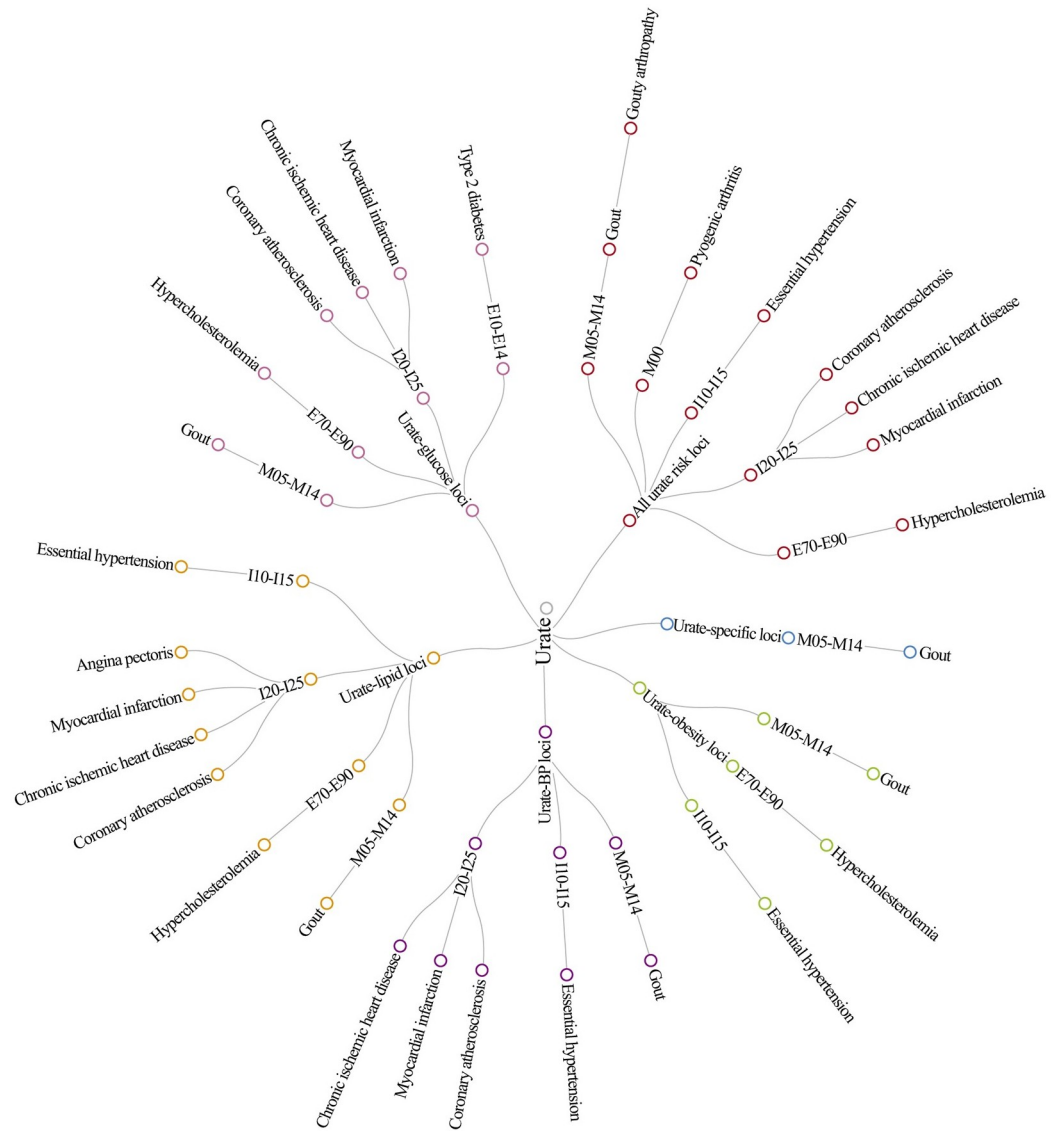 Urate
All urate risk loci
M05-M14
Gout
Gouty arthropathy
M00
Pyogenic arthritis
I10-I15
Essential hypertension
I20-I25
Coronary atherosclerosis
Chronic ischemic heart disease
Myocardial infarction
E70-E90
Hypercholesterolemia
Urate-specific loci
M05-M14
Gout
Urate-obesity loci
M05-M14
Gout
E70-E90
Hypercholesterolemia
I10-I15
Essential hypertension
Urate-BP loci
M05-M14
Gout
I10-I15
Essential hypertension
I20-I25
Coronary atherosclerosis
Myocardial infarction
Chronic ischemic heart disease
Urate-lipid loci
M05-M14
Gout
E70-E90
Hypercholesterolemia
I20-I25
Coronary atherosclerosis
Chronic ischemic heart disease
Myocardial infarction
Angina pectoris
I10-I15
Essential hypertension
Urate-glucose loci
M05-M14
Gout
E70-E90
Hypercholesterolemia
I20-I25
Coronary atherosclerosis
Chronic ischemic heart disease
Myocardial infarction
E10-E14
Type 2 diabetes